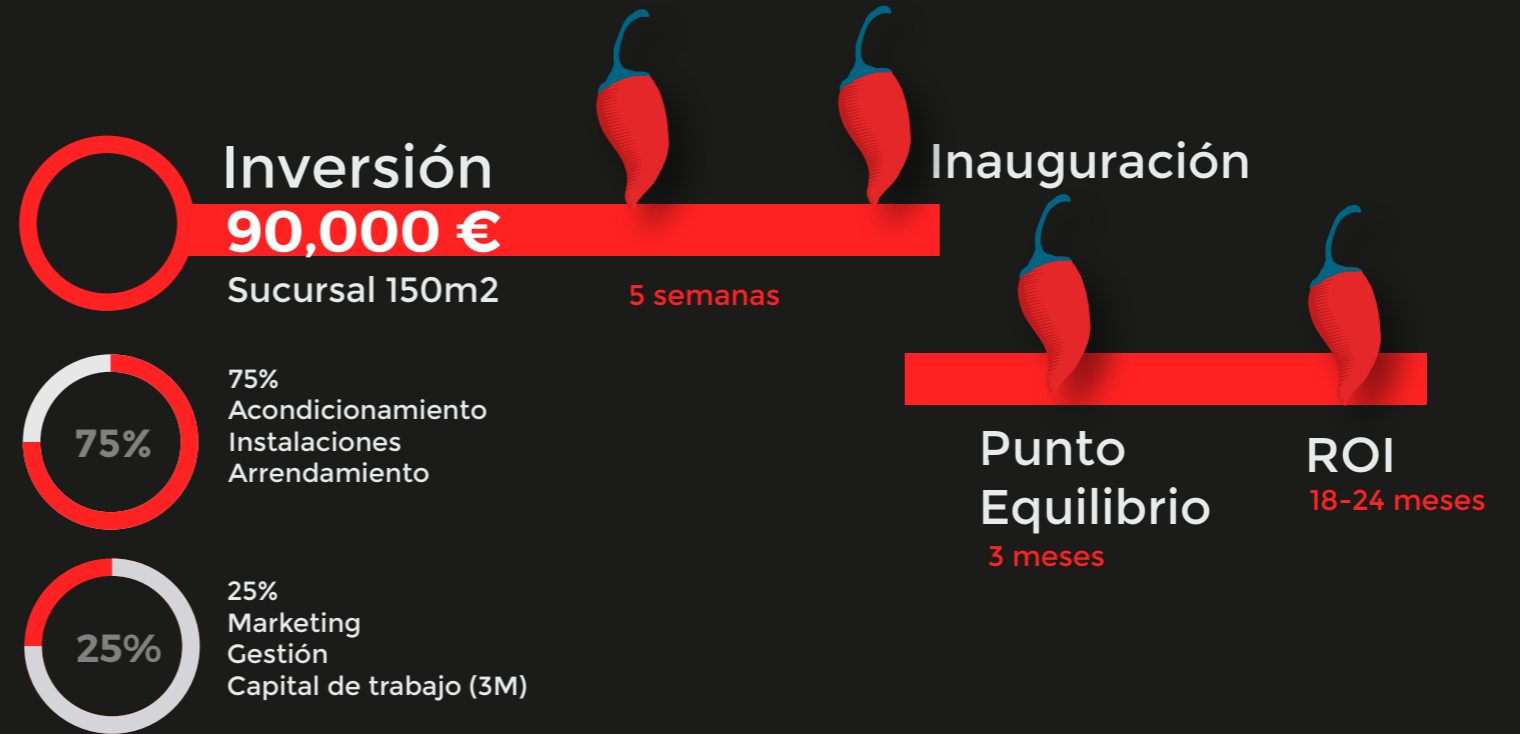 Inversión
90,000 €
Sucursal 150m2
5 semanas
Inauguración
75%
75%
Acondicionamiento
Instalaciones
Arrendamiento
Punto
Equilibrio
3 meses
ROI
18-24 meses
25%
25%
Marketing
Gestión
Capital de trabajo (3M)